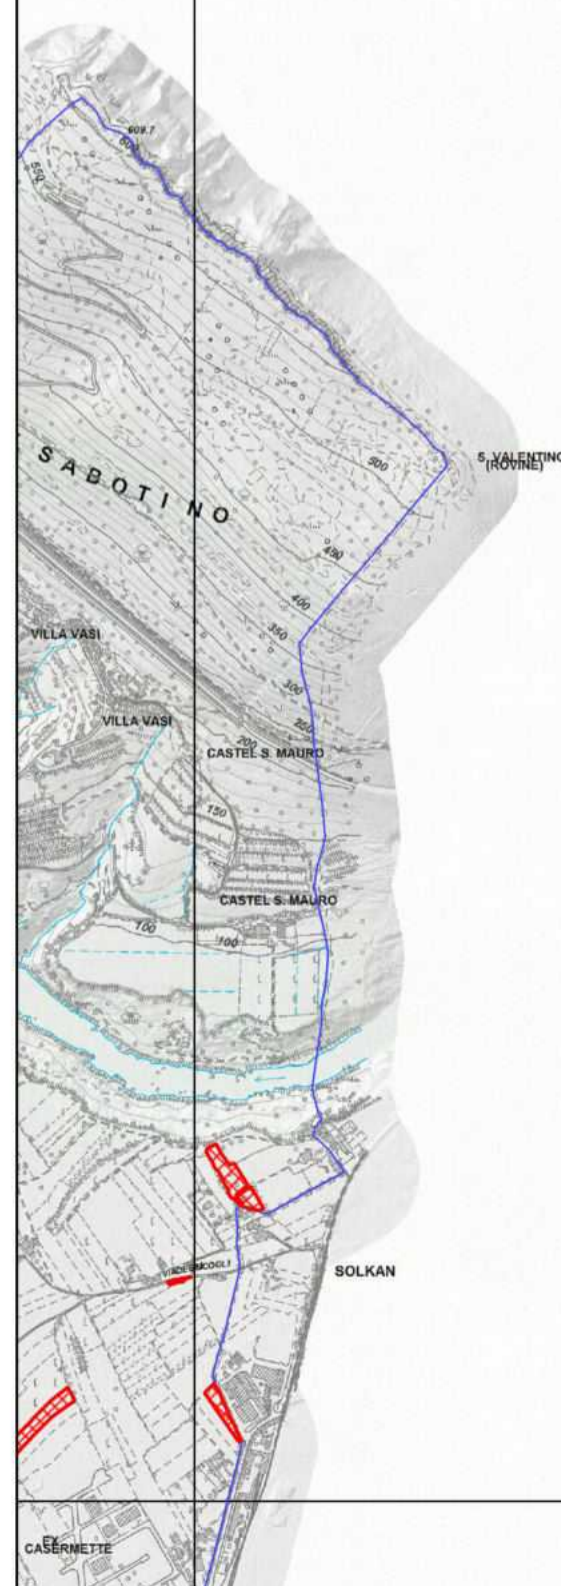 609.7
600
550
500
S. VALENTINO
(ROVINE)
SABOTINO
450
400
350
VILLA VASI
300
250
VILLA VASI
200
CASTEL S. MAURO
150
CASTEL S. MAURO
100
100
SOLKAN
EX
CASERMETTE